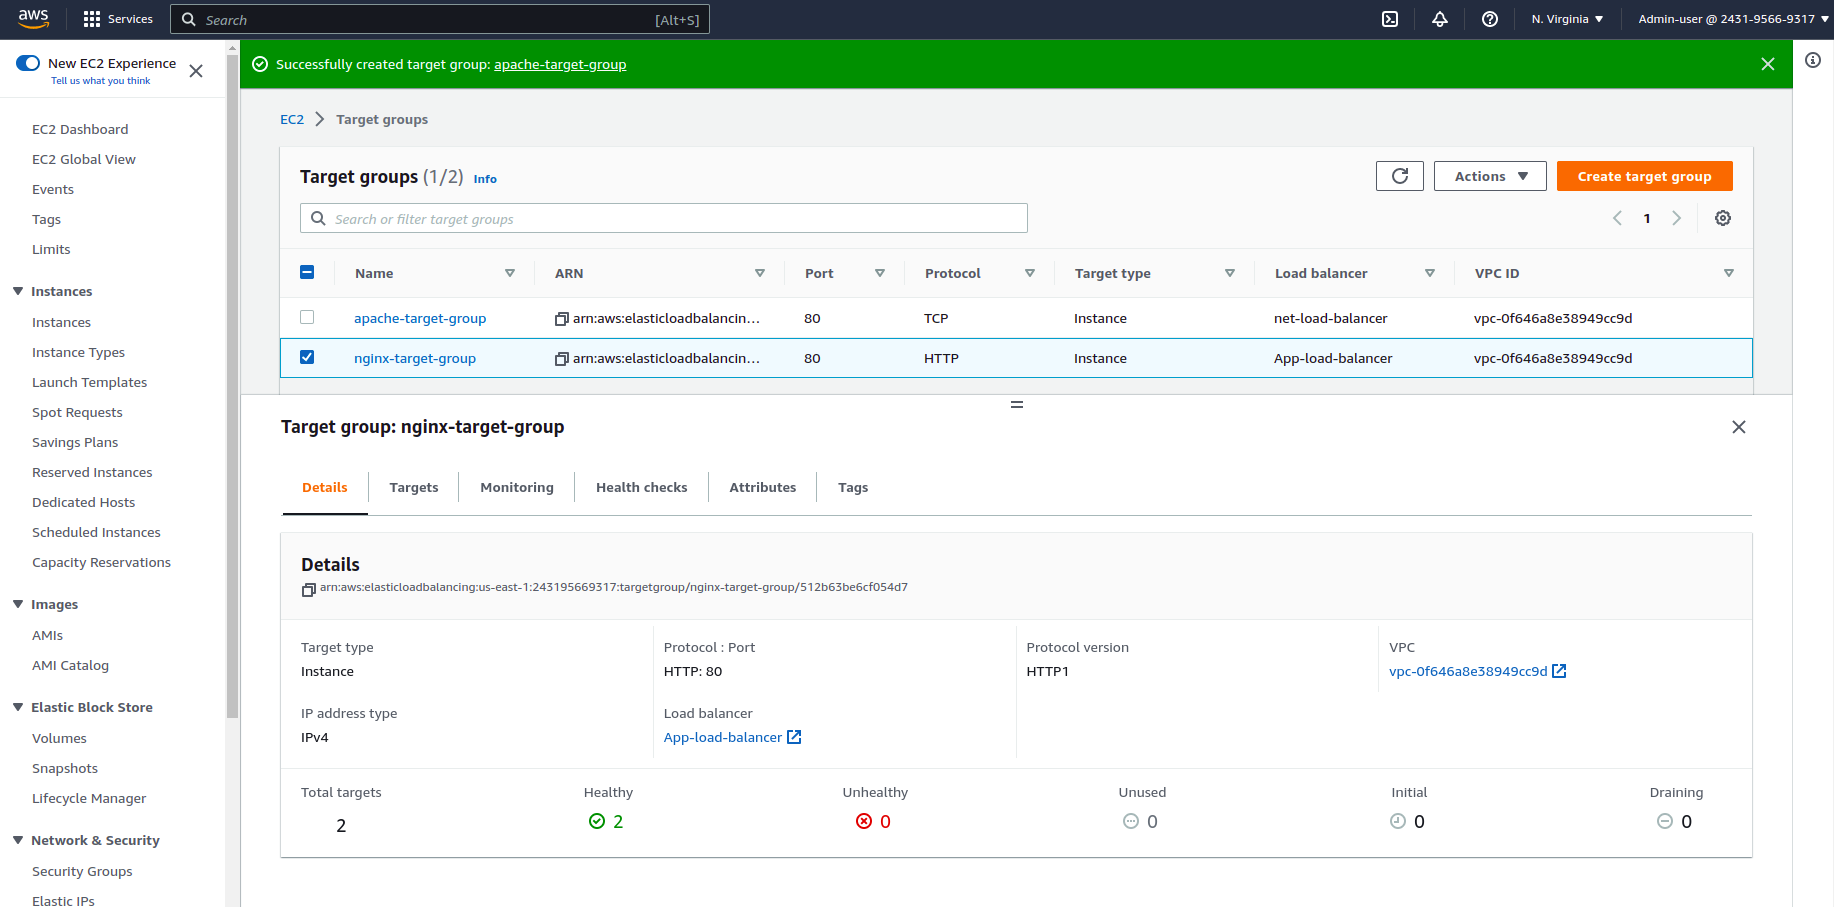 aws Services Search [Alt+S] N. Virginia Admin-user @ 2431-9566-9317
New EC2 Experience
Tell us what you think
EC2 Dashboard
EC2 Global View
Events
Tags
Limits
Instances
Instances
Instance Types
Launch Templates
Spot Requests
Savings Plans
Reserved Instances
Dedicated Hosts
Scheduled Instances
Capacity Reservations
Images
AMIs
AMI Catalog
Elastic Block Store
Volumes
Snapshots
Lifecycle Manager
Network & Security
Security Groups
Elastic IPs
Successfully created target group: apache-target-group
EC2 Target groups
Target groups (1/2) Info Actions Create target group
Search or filter target groups 1
Name ARN Port Protocol Target type Load balancer VPC ID
apache-target-group arn:aws:elasticloadbalancin... 80 TCP Instance net-load-balancer vpc-0f646a8e38949cc9d
nginx-target-group arn:aws:elasticloadbalancin... 80 HTTP Instance App-load-balancer vpc-0f646a8e38949cc9d
Target group: nginx-target-group
Details Targets Monitoring Health checks Attributes Tags
Details
arn:aws:elasticloadbalancing:us-east-1:243195669317:targetgroup/nginx-target-group/512b63be6cf054d7
Target type Protocol : Port Protocol version VPC
Instance HTTP: 80 HTTP1 vpc-0f646a8e38949cc9d
IP address type Load balancer
IPv4 App-load-balancer
Total targets Healthy Unhealthy Unused Initial Draining
2 2 0 0 0 0